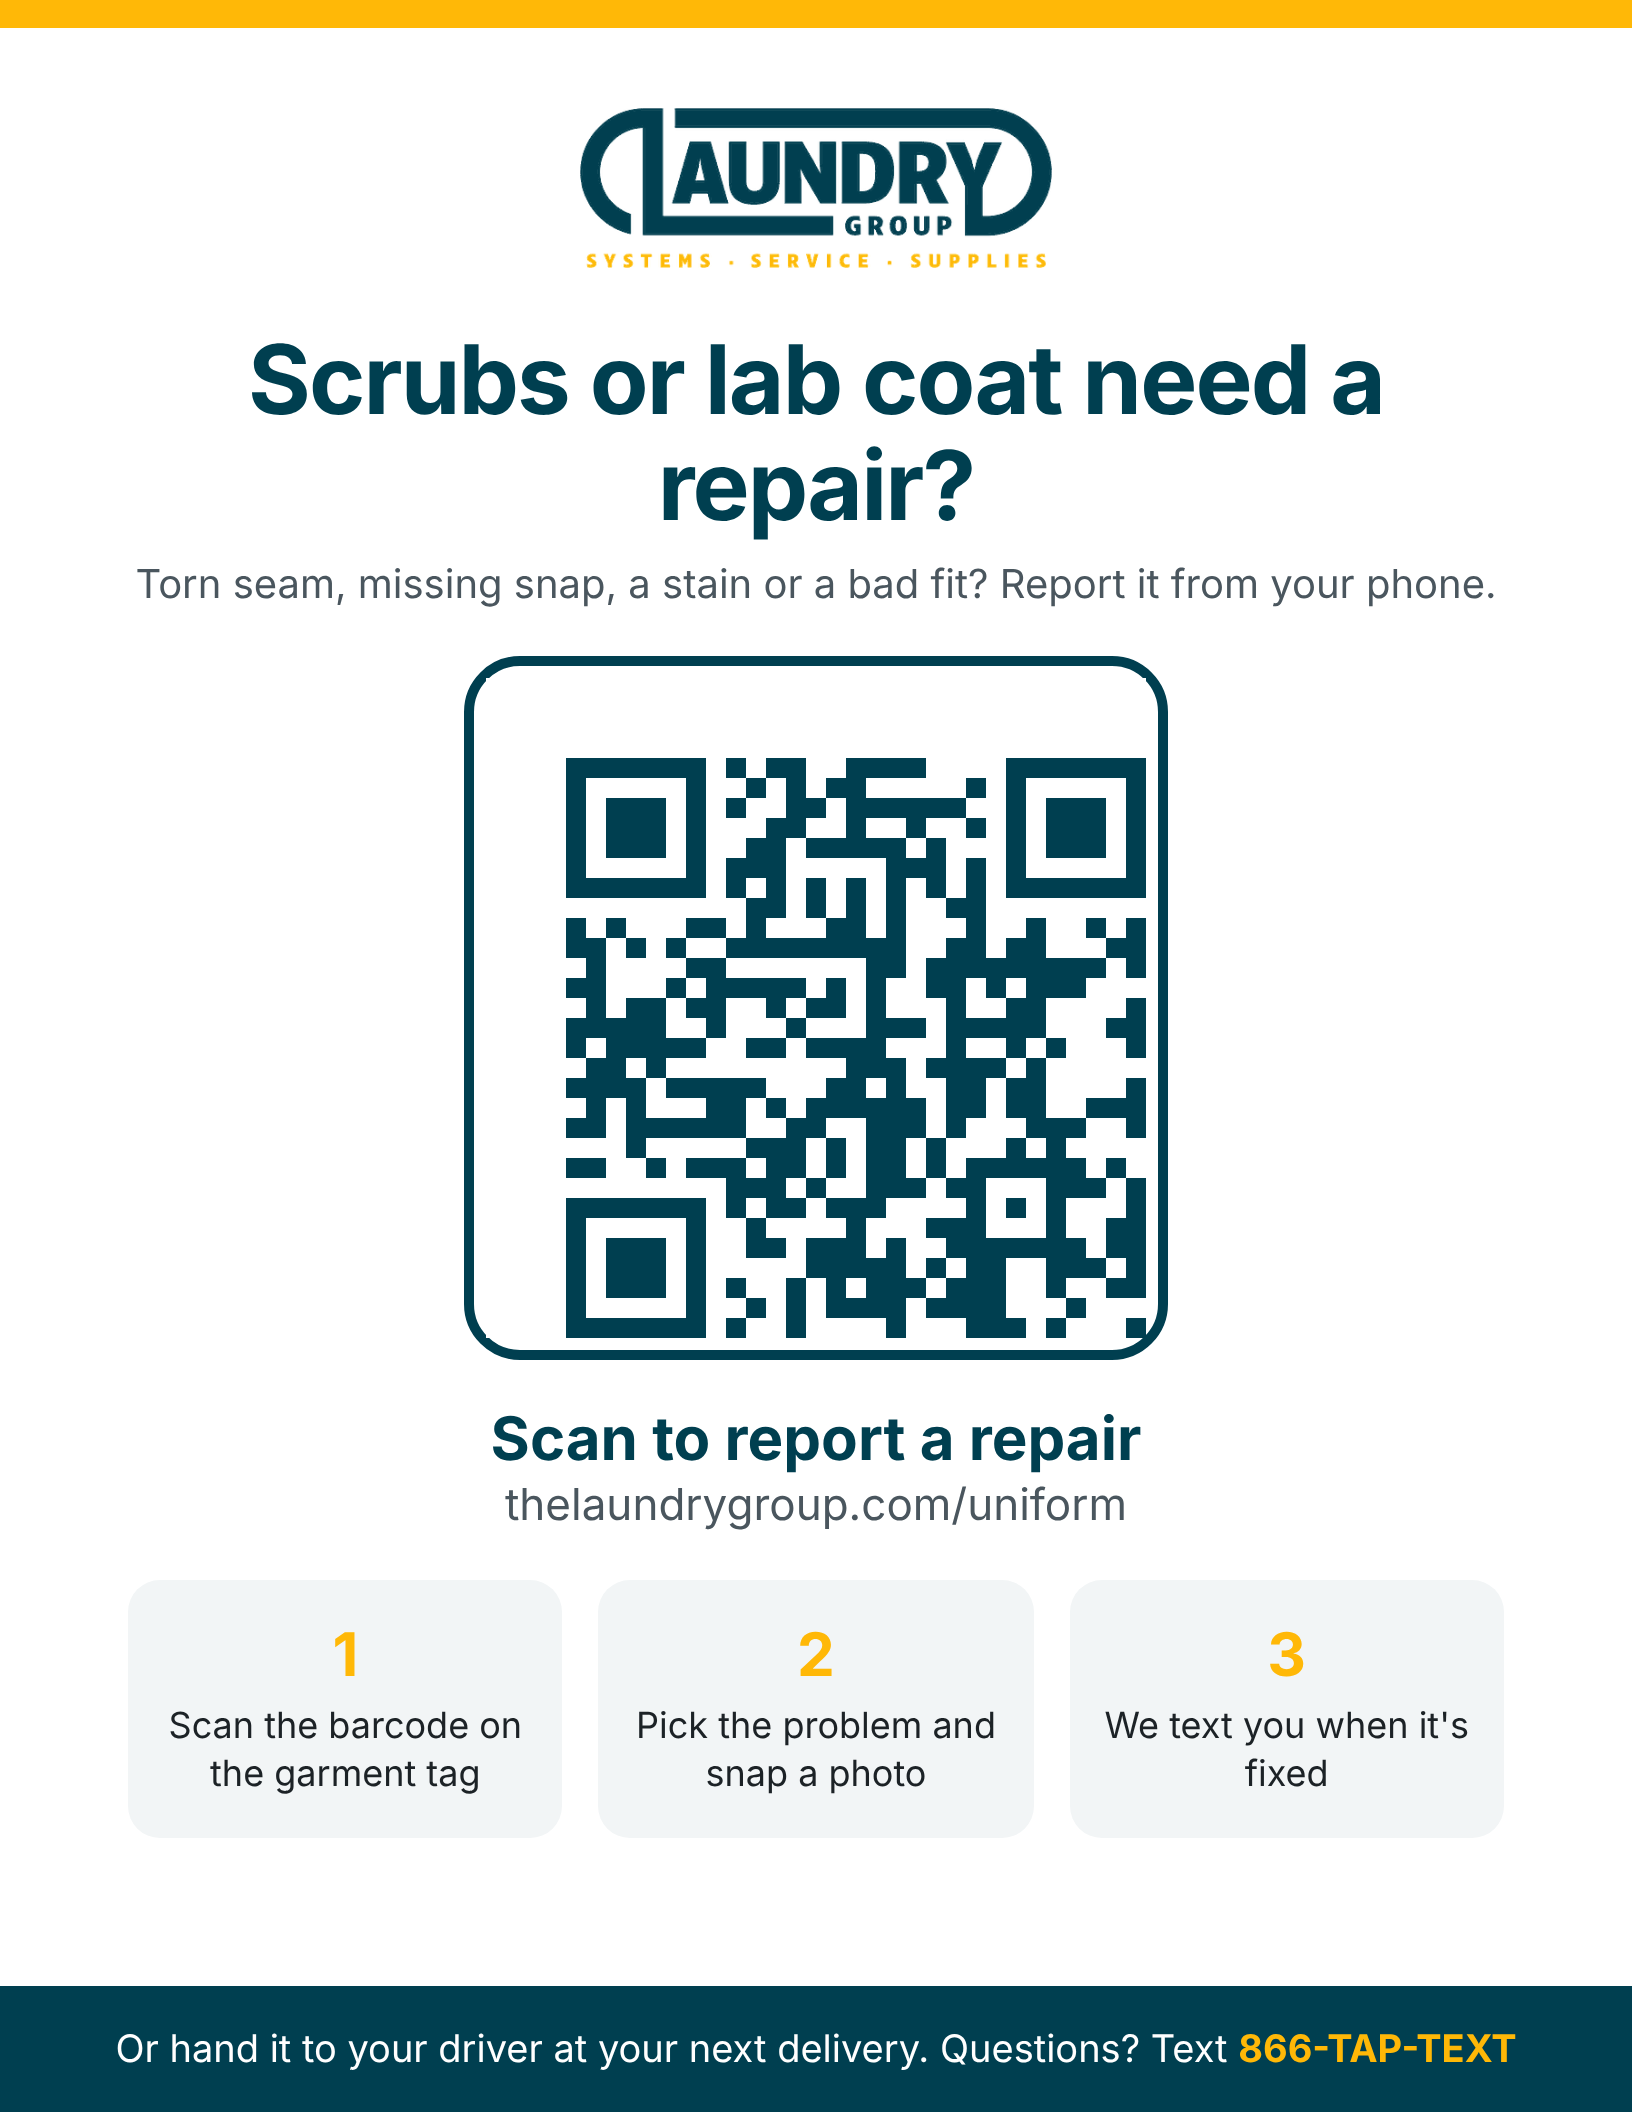 LAUNDRY
GROUP
SYSTEMS · SERVICE · SUPPLIES
Scrubs or lab coat need a
repair?
Torn seam, missing snap, a stain or a bad fit? Report it from your phone.
Scan to report a repair
thelaundrygroup.com/uniform
1
Scan the barcode on
the garment tag
2
Pick the problem and
snap a photo
3
We text you when it's
fixed
Or hand it to your driver at your next delivery. Questions? Text 866-TAP-TEXT